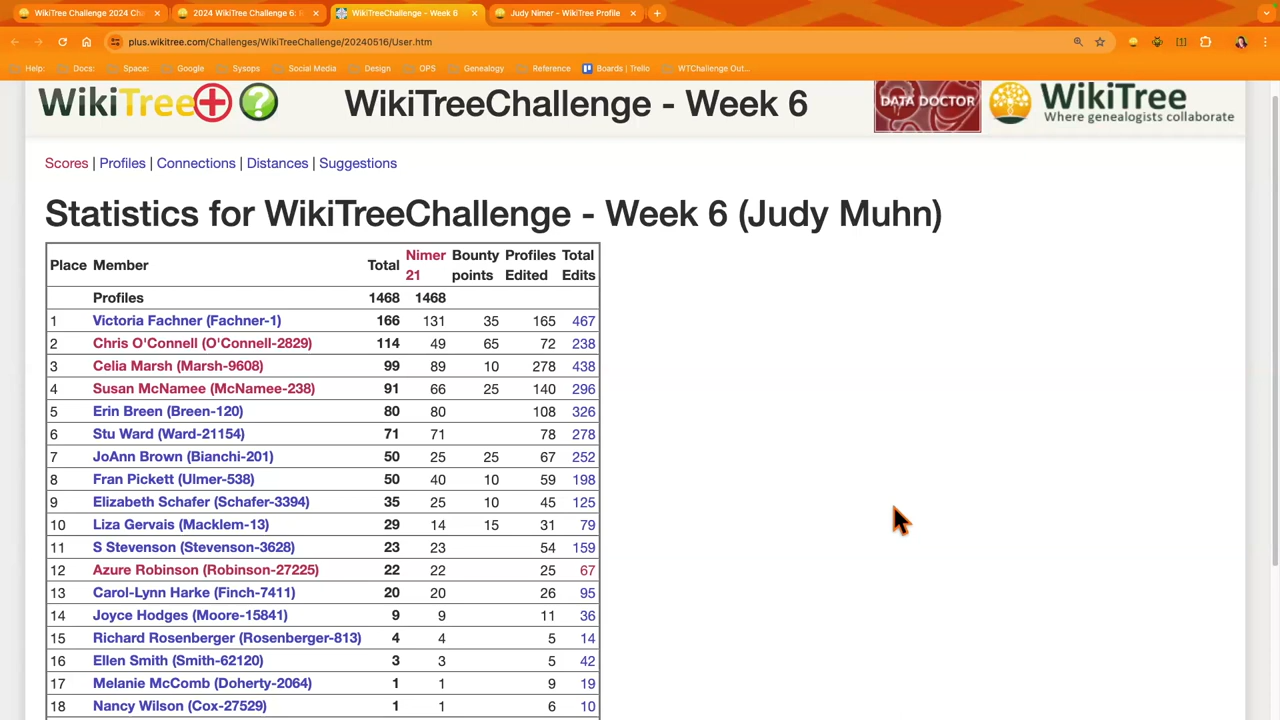 WikiTree Challenge 2024 Cha
2024 WikiTree Challenge 6:
WikiTreeChallenge - Week 6
Judy Nimer - WikiTree Profile
plus.wikitree.com/Challenges/WikiTreeChallenge/20240516/User.htm
Help: Docs: Space: Google Sysops Social Media Design OPS Genealogy Reference Boards | Trello WTChallenge Out...
WikiTree+ ? WikiTreeChallenge - Week 6 DATA DOCTOR WikiTree
Where genealogists collaborate
Scores | Profiles | Connections | Distances | Suggestions
Statistics for WikiTreeChallenge - Week 6 (Judy Muhn)
Place Member Total Nimer 21 Bounty points Profiles Edited Total Edits
Profiles 1468 1468
1 Victoria Fachner (Fachner-1) 166 131 35 165 467
2 Chris O'Connell (O'Connell-2829) 114 49 65 72 238
3 Celia Marsh (Marsh-9608) 99 89 10 278 438
4 Susan McNamee (McNamee-238) 91 66 25 140 296
5 Erin Breen (Breen-120) 80 80 108 326
6 Stu Ward (Ward-21154) 71 71 78 278
7 JoAnn Brown (Bianchi-201) 50 25 25 67 252
8 Fran Pickett (Ulmer-538) 50 40 10 59 198
9 Elizabeth Schafer (Schafer-3394) 35 25 10 45 125
10 Liza Gervais (Macklem-13) 29 14 15 31 79
11 S Stevenson (Stevenson-3628) 23 23 54 159
12 Azure Robinson (Robinson-27225) 22 22 25 67
13 Carol-Lynn Harke (Finch-7411) 20 20 26 95
14 Joyce Hodges (Moore-15841) 9 9 11 36
15 Richard Rosenberg (Rosenberger-813) 4 4 5 14
16 Ellen Smith (Smith-62120) 3 3 5 42
17 Melanie McComb (Doherty-2064) 1 1 9 19
18 Nancy Wilson (Cox-27529) 1 1 6 10